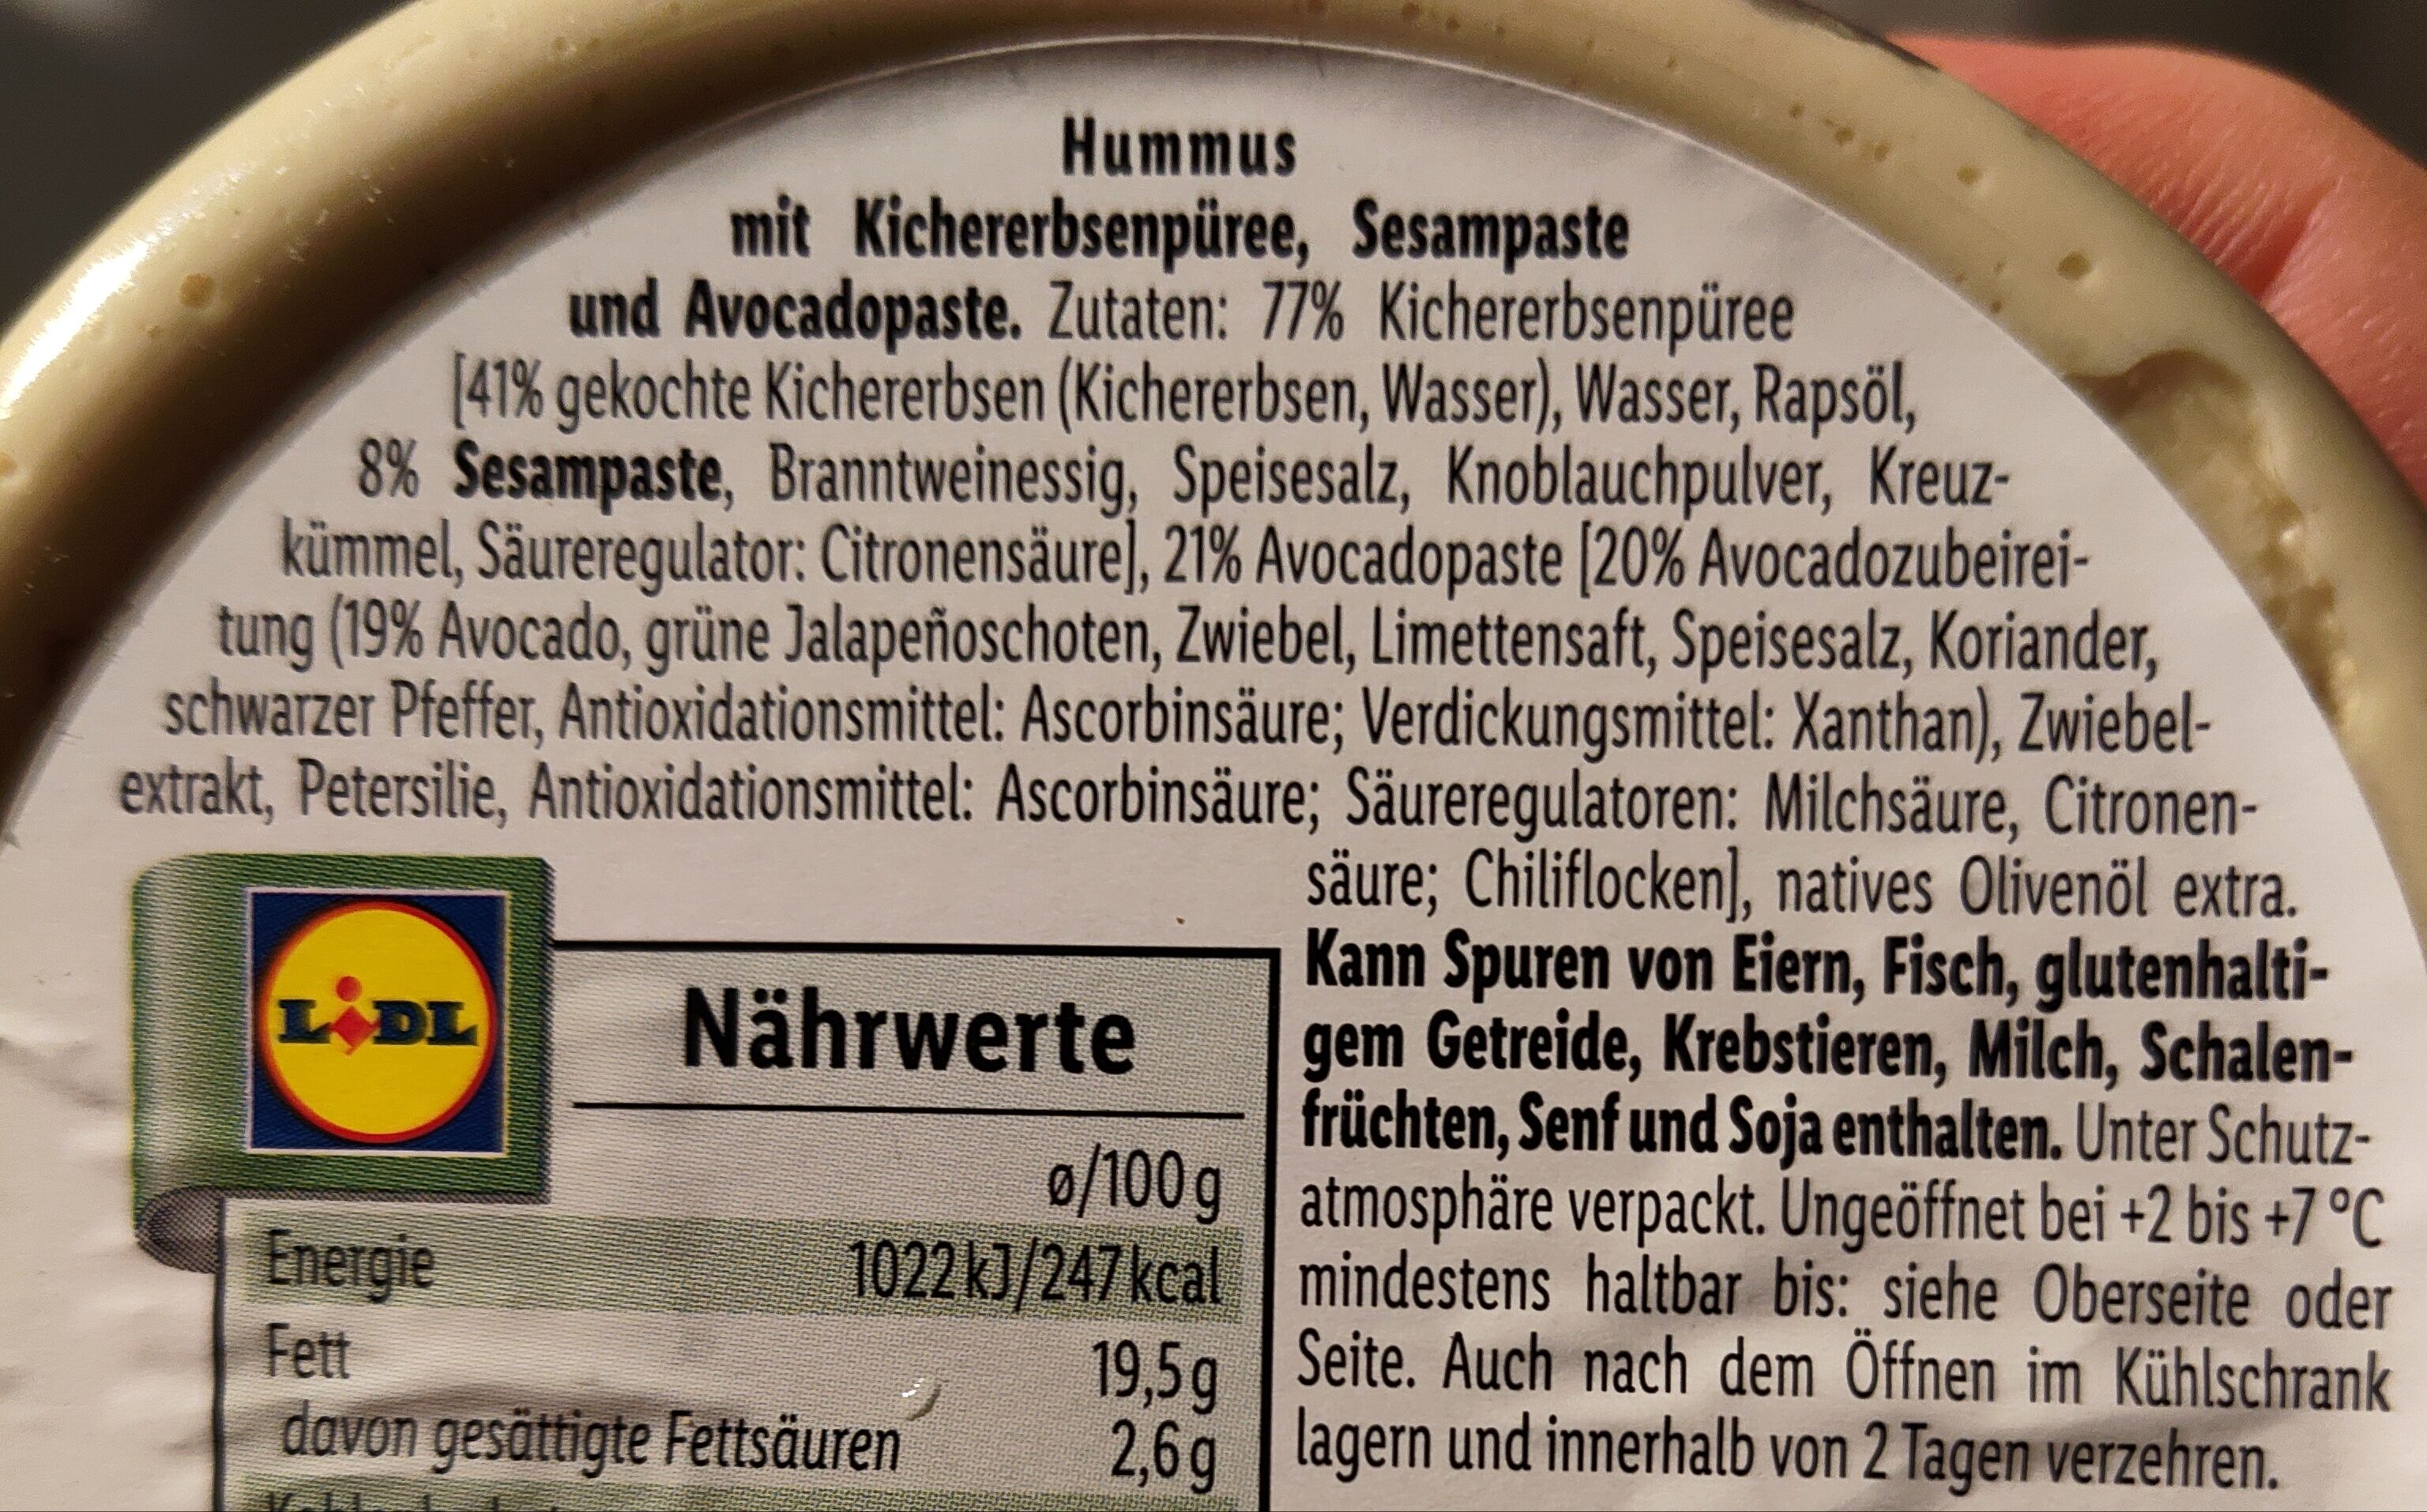 Hummus
mit Kichererbsenpüree, Sesampaste
und Avocadopaste. Zutaten: 77% Kichererbsenpüree
[41% gekochte Kichererbsen (Kichererbsen, Wasser), Wasser, Rapsöl,
8% Sesampaste, Branntweinessig, Speisesalz, Knoblauchpulver, Kreuz-
kümmel, Säureregulator: Citronensäure], 21% Avocadopaste [20% Avocadozubeirei-
tung (19% Avocado, grüne Jalapeñoschoten, Zwiebel, Limettensaft, Speisesalz, Koriander,
schwarzer Pfeffer, Antioxidationsmittel: Ascorbinsäure; Verdickungsmittel: Xanthan), Zwiebel-
extrakt, Petersilie, Antioxidationsmittel: Ascorbinsäure; Säureregulatoren: Milchsäure, Citronen-
säure; Chiliflocken], natives Olivenöl extra.
Kann Spuren von Eiern, Fisch, glutenhalti-
gem Getreide, Krebstieren, Milch, Schalen-
früchten, Senf und Soja enthalten. Unter Schutz-
atmosphäre verpackt. Ungeöffnet bei +2 bis +7 °C
mindestens haltbar bis: siehe Oberseite oder
Seite. Auch nach dem Öffnen im Kühlschrank
lagern und innerhalb von 2 Tagen verzehren.
LIDL
Nährwerte
ø/100 g
Energie 1022 kJ/247 kcal
Fett 19,5 g
davon gesättigte Fettsäuren 2,6 g